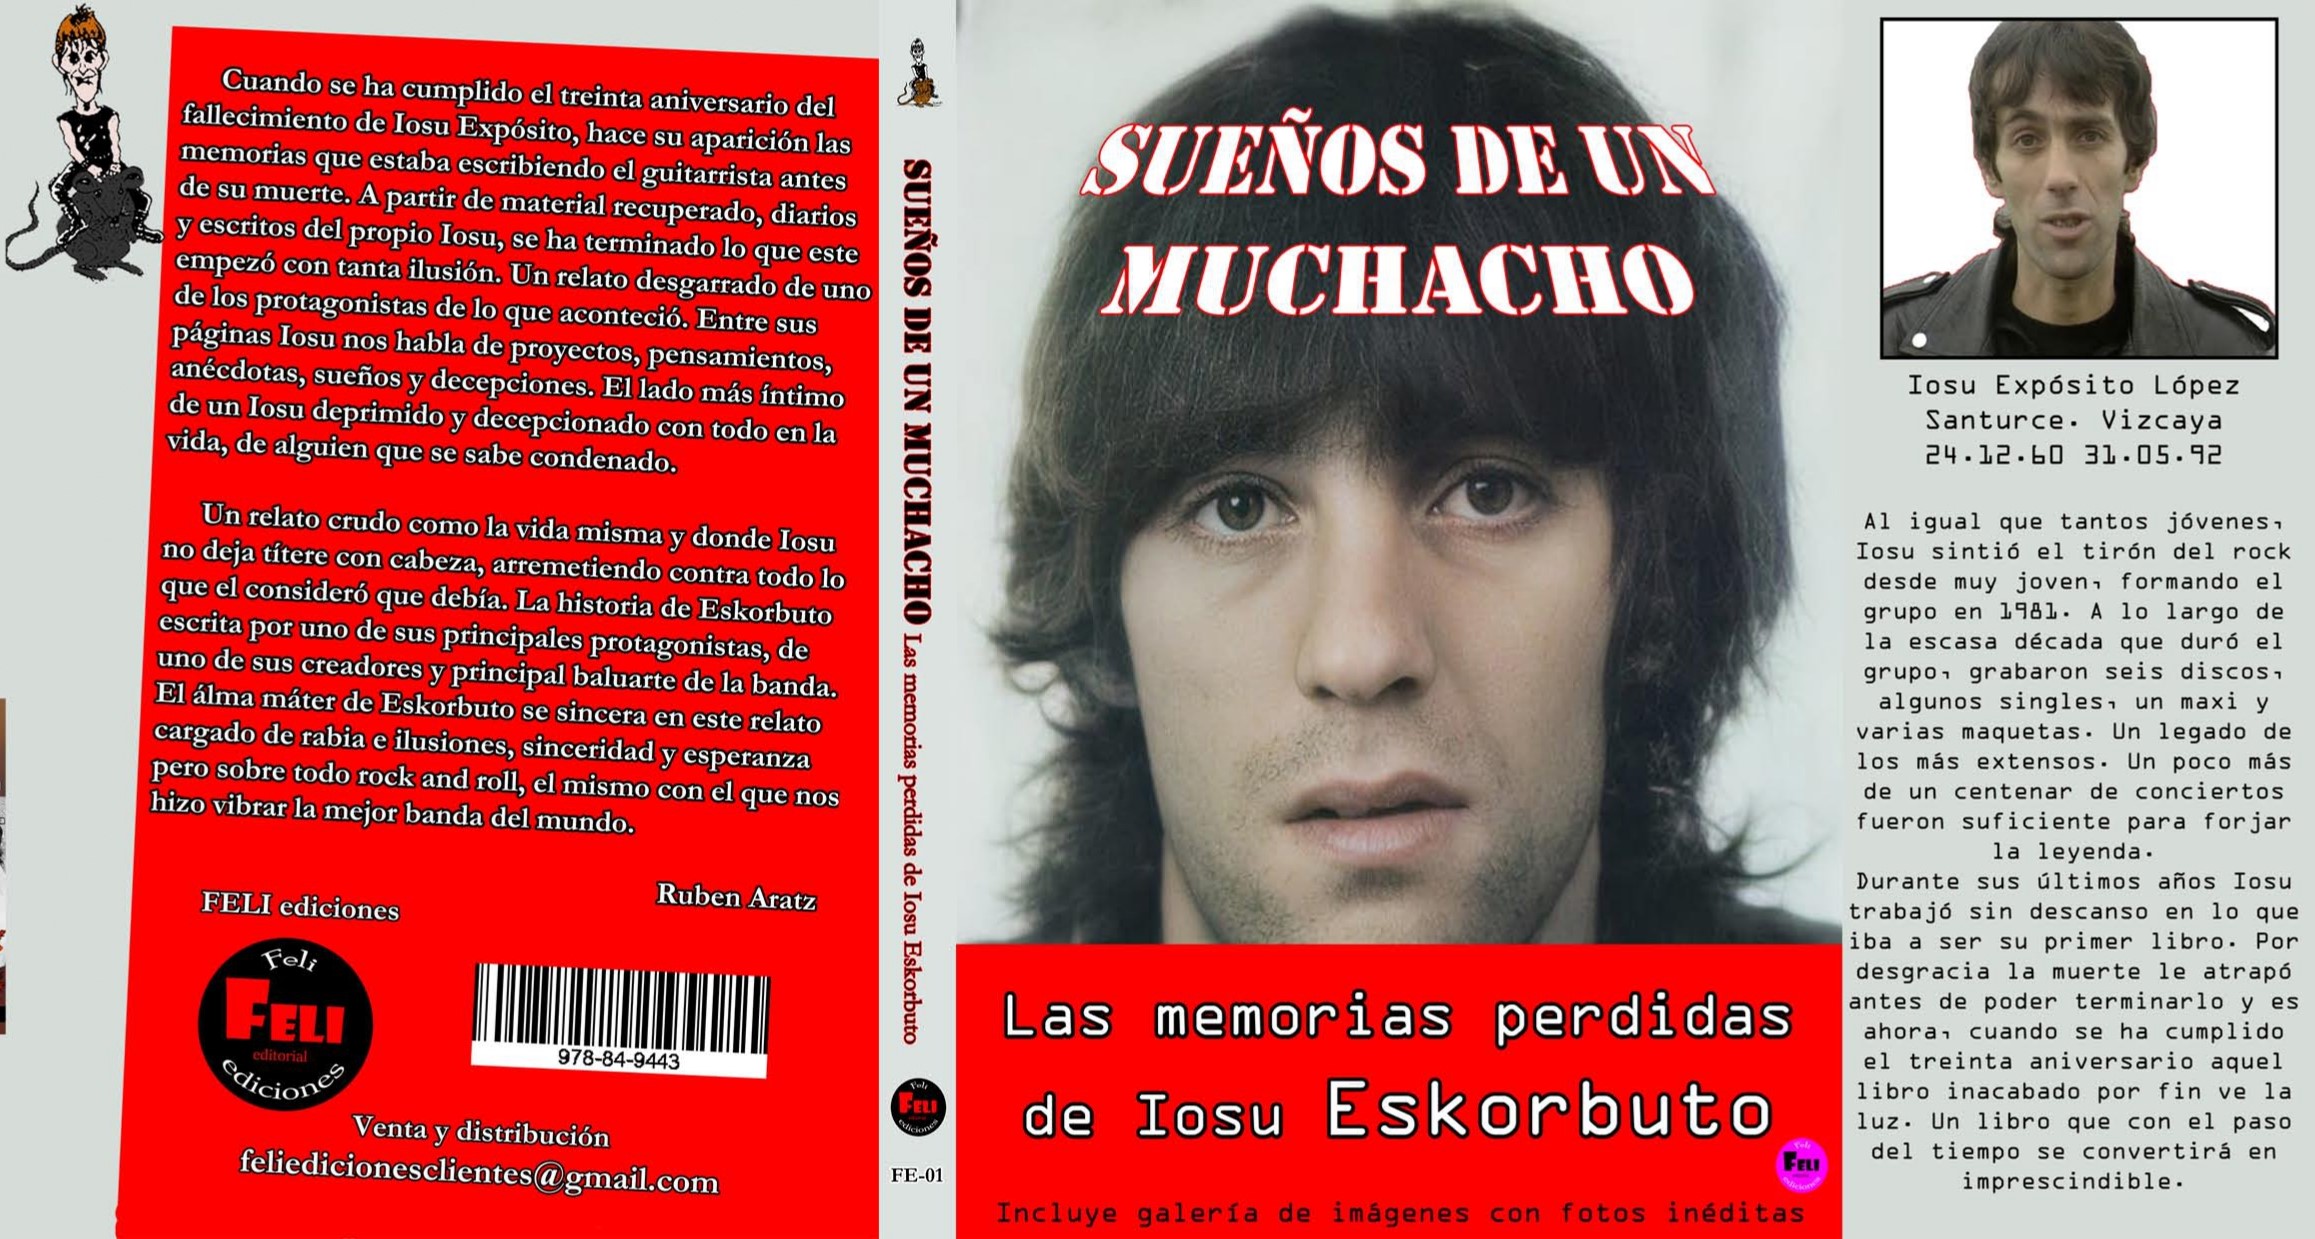 Cuando se ha cumplido el treinta aniversario del
fallecimiento de Iosu Expósito, hace su aparición las
memorias que estaba escribiendo el guitarrista antes
de su muerte. A partir de material recuperado, diarios
y escritos del propio Iosu, se ha terminado lo que este
empezó con tanta ilusión. Un relato desgarrado de uno
de los protagonistas de lo que aconteció. Entre sus
páginas Iosu nos habla de proyectos, pensamientos,
anécdotas, sueños y decepciones. El lado más íntimo
de un Iosu deprimido y decepcionado con todo en la
vida, de alguien que se sabe condenado.
Un relato crudo como la vida misma y donde Iosu
no deja títere con cabeza, arremetiendo contra todo lo
que el consideró que debía. La historia de Eskorbuto
escrita por uno de sus principales protagonistas, de
uno de sus creadores y principal baluarte de la banda.
El álma máter de Eskorbuto se sincera en este relato
cargado de rabia e ilusiones, sinceridad y esperanza
pero sobre todo rock and roll, el mismo con el que nos
hizo vibrar la mejor banda del mundo.
Ruben Aratz
FELI ediciones
Feli
FELI
editorial
ediciones
978-84-9443
Venta y distribución
feliedicionesclientes@gmail.com
SUEÑOS DE UN MUCHACHO Las memorias perdidas de Iosu Eskorbuto
Feli
FELI
ediciones
FE-01
SUEÑOS DE UN
MUCHACHO
Las memorias perdidas
de Iosu Eskorbuto
Feli
FELI
ediciones
Incluye galería de imágenes con fotos inéditas
Iosu Expósito López
Santurce. Vizcaya
24.12.60 31.05.92
Al igual que tantos jóvenes,
Iosu sintió el tirón del rock
desde muy joven, formando el
grupo en 1981. A lo largo de
la escasa década que duró el
grupo, grabaron seis discos,
algunos singles, un maxi y
varias maquetas. Un legado de
los más extensos. Un poco más
de un centenar de conciertos
fueron suficiente para forjar
la leyenda.
Durante sus últimos años Iosu
trabajó sin descanso en lo que
iba a ser su primer libro. Por
desgracia la muerte le atrapó
antes de poder terminarlo y es
ahora, cuando se ha cumplido
el treinta aniversario aquel
libro inacabado por fin ve la
luz. Un libro que con el paso
del tiempo se convertirá en
imprescindible.